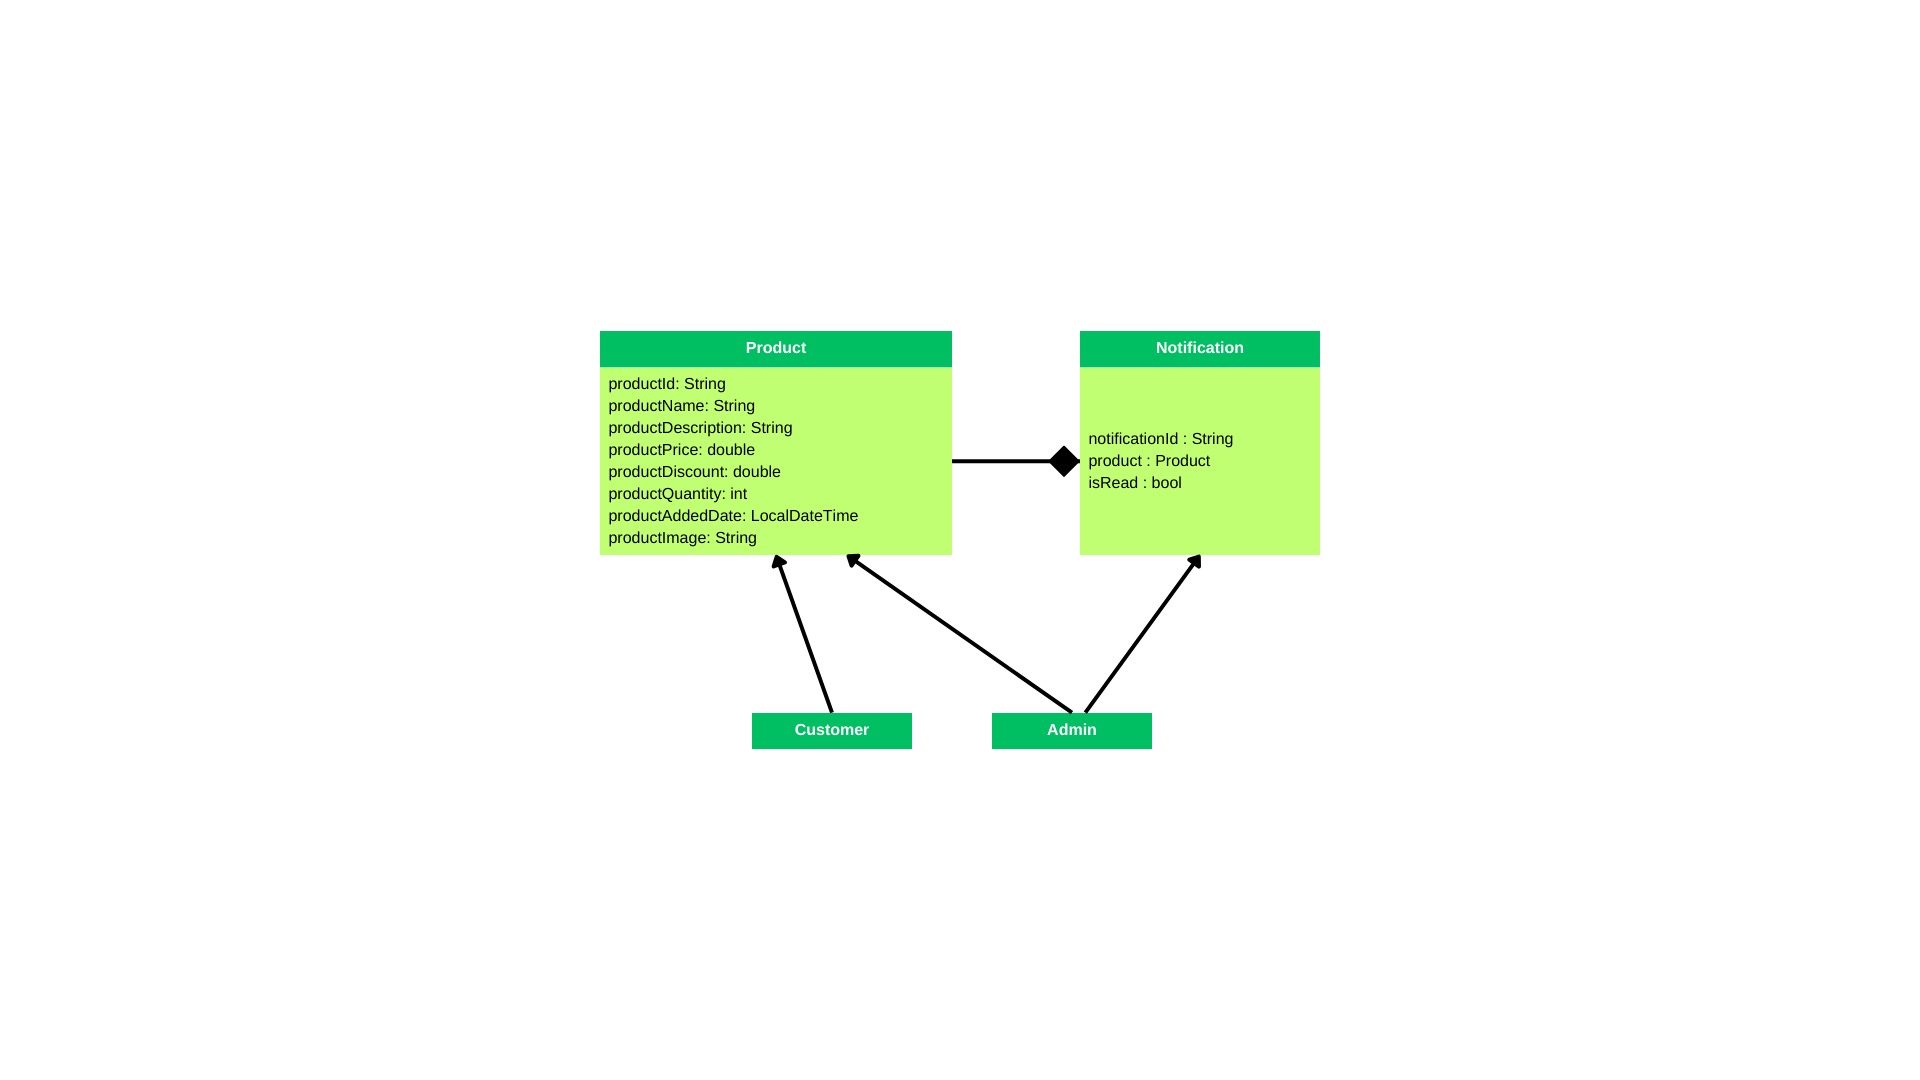 Product
productId: String
productName: String
productDescription: String
productPrice: double
productDiscount: double
productQuantity: int
productAddedDate: LocalDateTime
productImage: String
Notification
notificationId : String
product : Product
isRead : bool
Customer
Admin